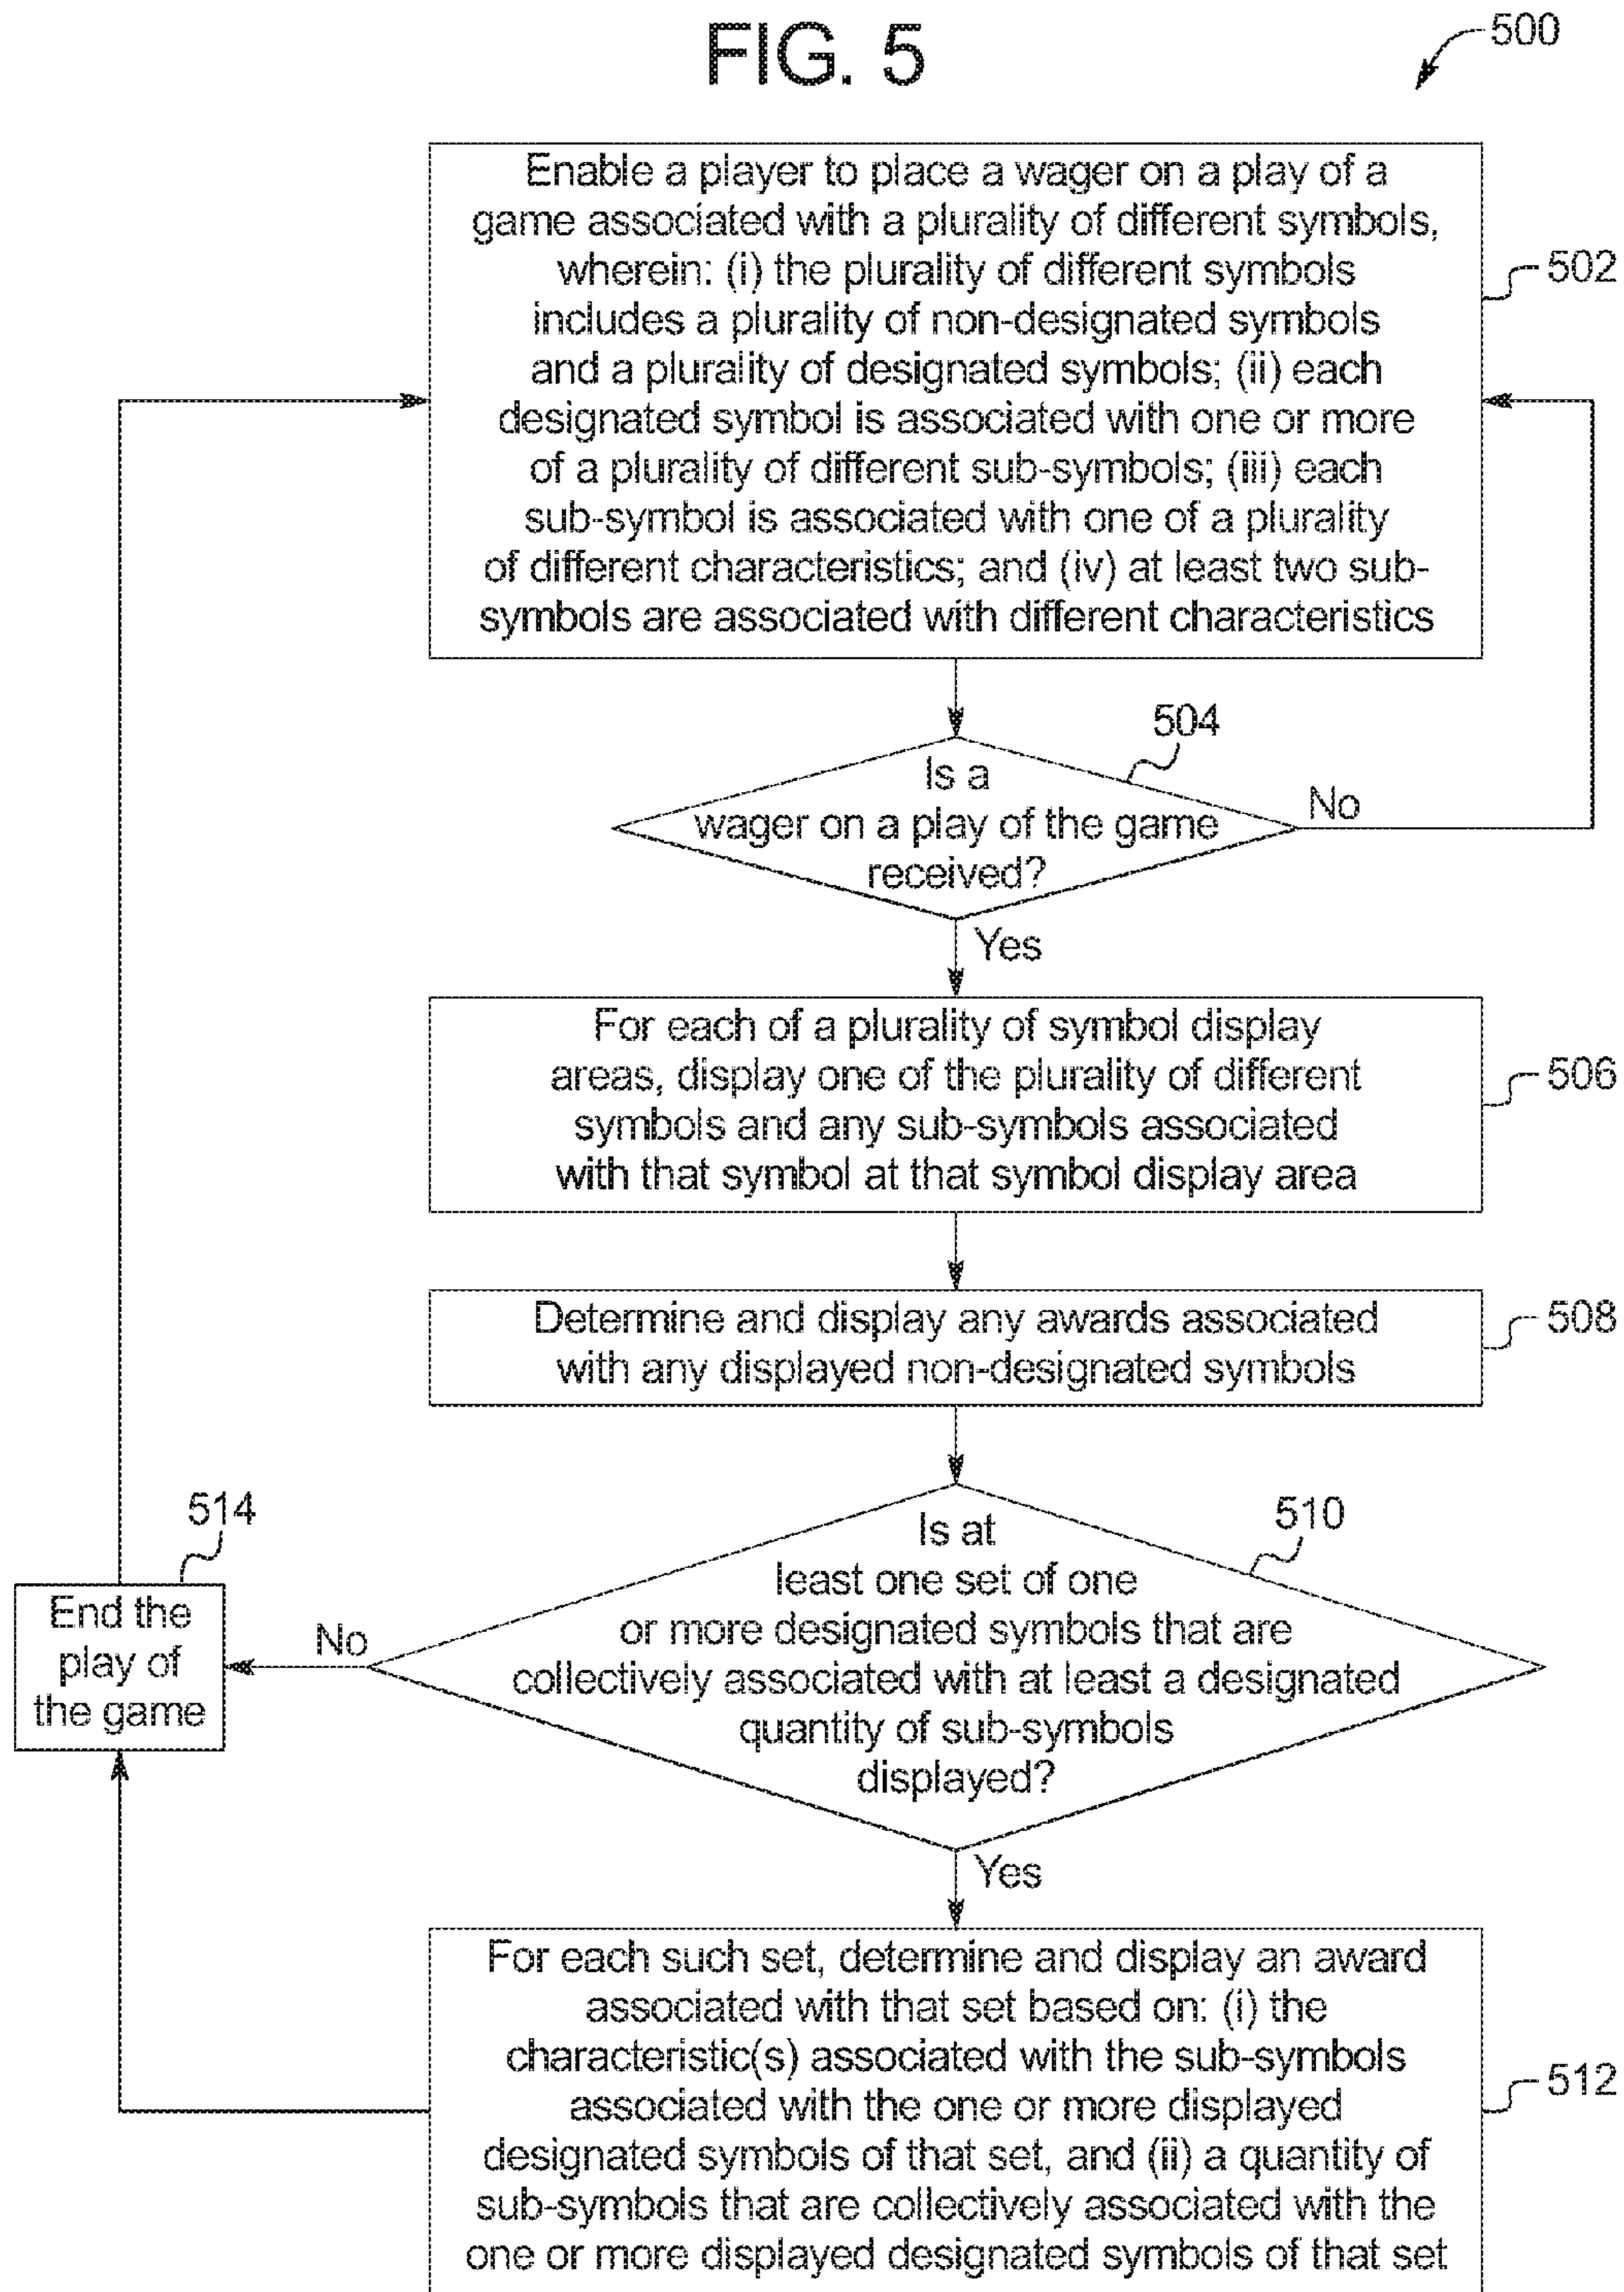 FIG. 5
500
Enable a player to place a wager on a play of a
game associated with a plurality of different symbols,
wherein: (i) the plurality of different symbols
includes a plurality of non-designated symbols
and a plurality of designated symbols; (ii) each
designated symbol is associated with one or more
of a plurality of different sub-symbols; (iii) each
sub-symbol is associated with one of a plurality
of different characteristics; and (iv) at least two sub-
symbols are associated with different characteristics
502
504
Is a
wager on a play of the game
received?
No
Yes
For each of a plurality of symbol display
areas, display one of the plurality of different
symbols and any sub-symbols associated
with that symbol at that symbol display area
506
Determine and display any awards associated
with any displayed non-designated symbols
508
510
Is at
least one set of one
or more designated symbols that are
collectively associated with at least a designated
quantity of sub-symbols
displayed?
No
514
End the
play of
the game
Yes
For each such set, determine and display an award
associated with that set based on: (i) the
characteristic(s) associated with the sub-symbols
associated with the one or more displayed
designated symbols of that set, and (ii) a quantity of
sub-symbols that are collectively associated with the
one or more displayed designated symbols of that set
512